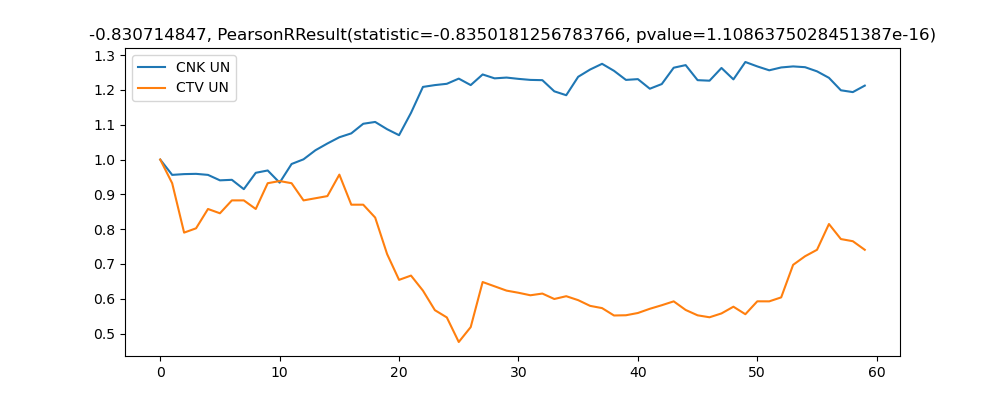 -0.830714847, PearsonRResult(statistic=-0.8350181256783766, pvalue=1.1086375028451387e-16)
CNK UN
CTV UN
1.3
1.2
1.1
1.0
0.9
0.8
0.7
0.6
0.5
0 10 20 30 40 50 60